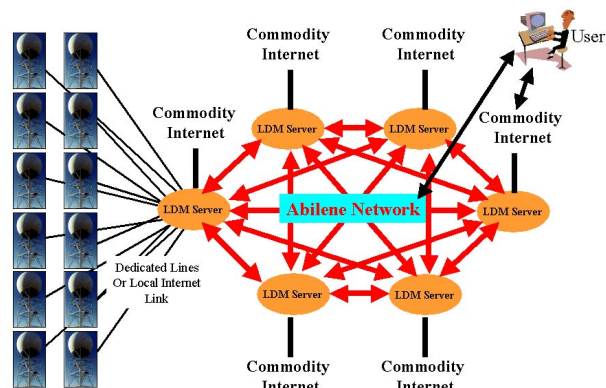 Commodity
Internet
Commodity
Internet
User
Commodity
Internet
Commodity
Internet
LDM Server
LDM Server
LDM Server
Abilene Network
LDM Server
Dedicated Lines
Or Local Internet
Link
LDM Server
LDM Server
Commodity
Internet
Commodity
Internet